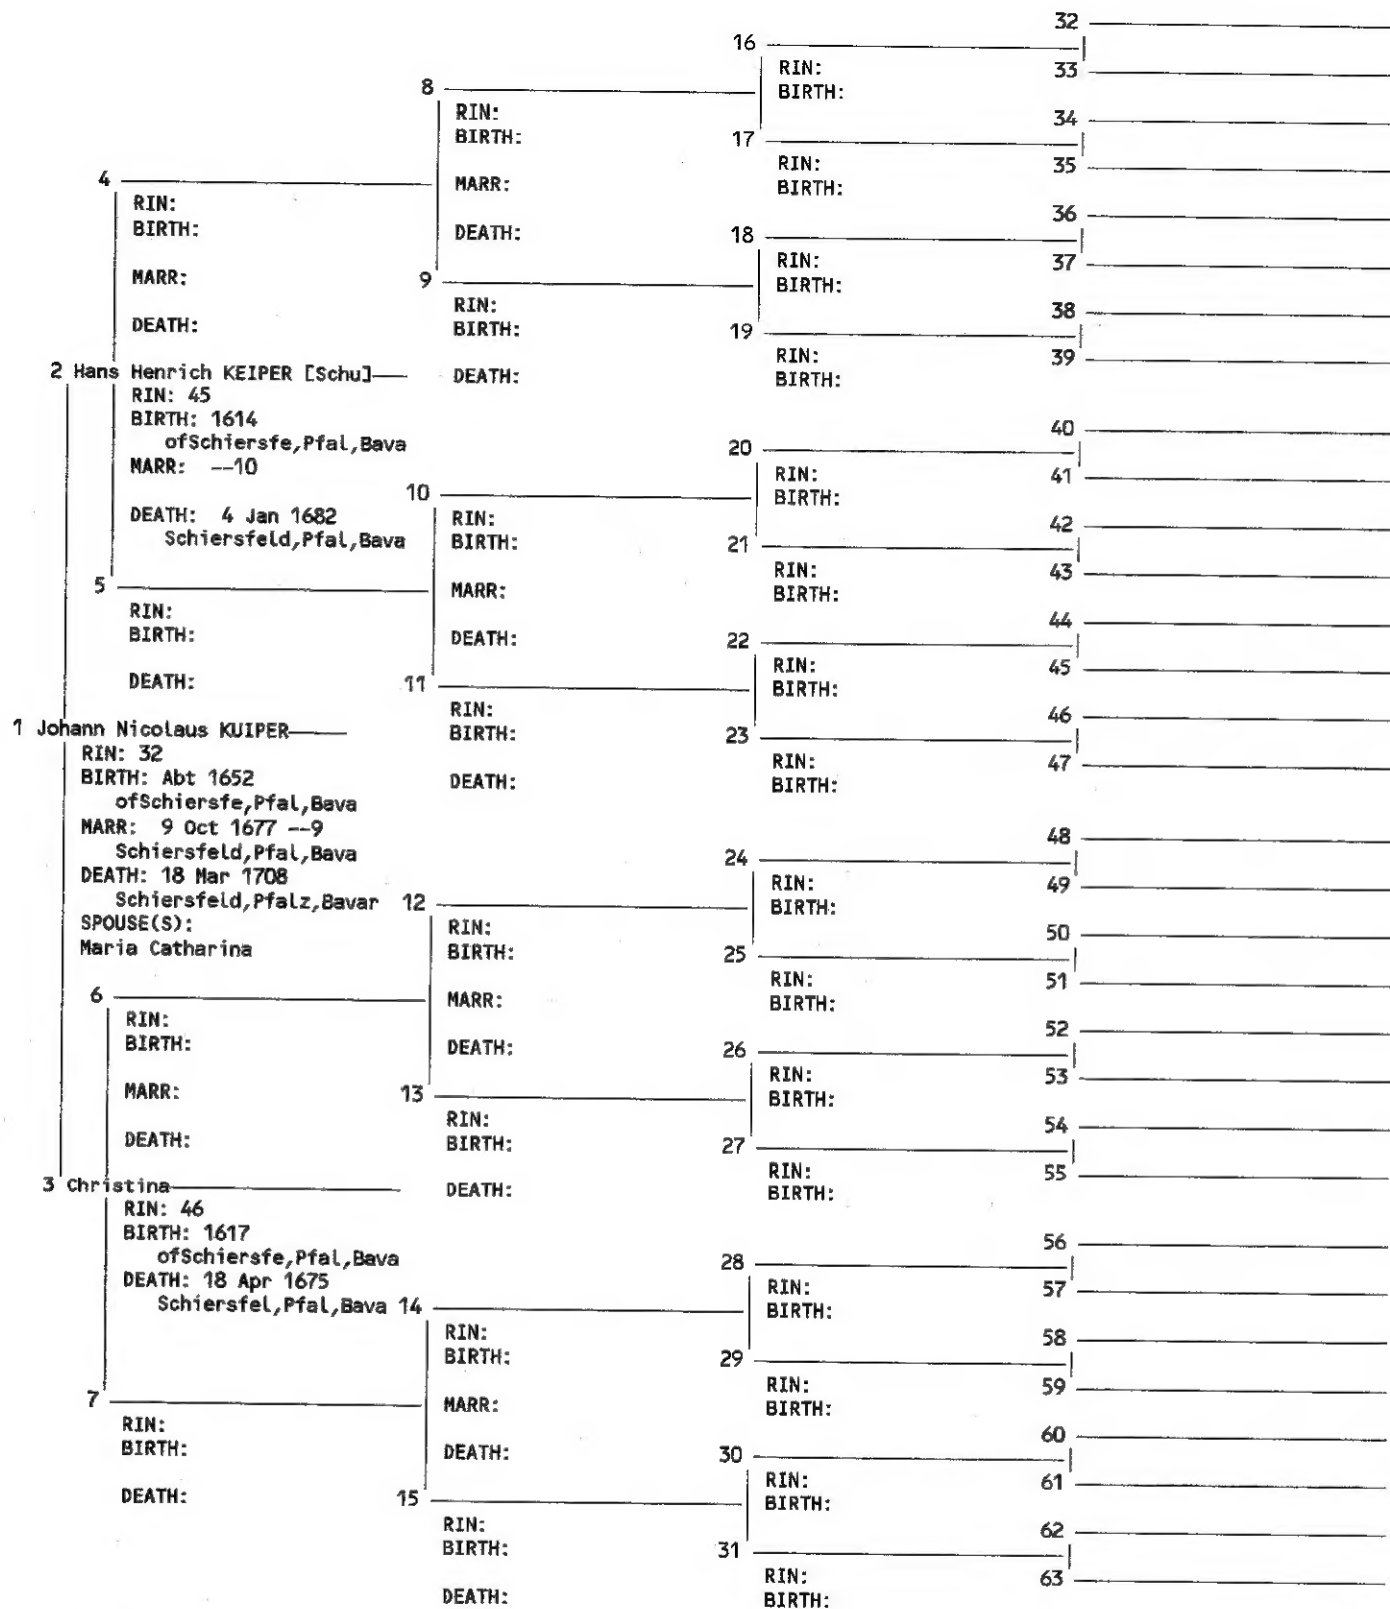 32
16
RIN: 33
BIRTH:
8
RIN: 34
BIRTH: 17
RIN: 35
4 MARR: BIRTH:
RIN:
BIRTH: DEATH: 36
18
RIN: 37
MARR: 9 BIRTH:
RIN: 38
DEATH: BIRTH: 19
RIN: 39
2 Hans Henrich KEIPER [Schu] DEATH: BIRTH:
RIN: 45
BIRTH: 1614
ofSchiersfe,Pfal,Bava 40
MARR: --10 20
RIN: 41
10 BIRTH:
DEATH: 4 Jan 1682 RIN: 42
Schiersfeld,Pfal,Bava BIRTH: 21
RIN: 43
5 MARR: BIRTH:
RIN: 44
BIRTH: DEATH: 22
RIN: 45
DEATH: 11 BIRTH:
RIN: 46
1 Johann Nicolaus KUIPER BIRTH: 23
RIN: 32 RIN: 47
BIRTH: Abt 1652 DEATH: BIRTH:
ofSchiersfe,Pfal,Bava
MARR: 9 Oct 1677 --9 48
Schiersfeld,Pfal,Bava 24
DEATH: 18 Mar 1708 RIN: 49
Schiersfeld,Pfalz,Bavar 12 BIRTH:
SPOUSE(S): RIN: 50
Maria Catharina BIRTH: 25
RIN: 51
6 MARR: BIRTH:
RIN: 52
BIRTH: DEATH: 26
RIN: 53
MARR: 13 BIRTH:
RIN: 54
DEATH: BIRTH: 27
RIN: 55
3 Christina DEATH: BIRTH:
RIN: 46
BIRTH: 1617
ofSchiersfe,Pfal,Bava 56
DEATH: 18 Apr 1675 28
Schiersfel,Pfal,Bava 14 RIN: 57
BIRTH:
RIN: 58
BIRTH: 29
RIN: 59
7 MARR: BIRTH:
RIN: 60
BIRTH: DEATH: 30
RIN: 61
DEATH: 15 BIRTH:
RIN: 62
BIRTH: 31
RIN: 63
DEATH: BIRTH: